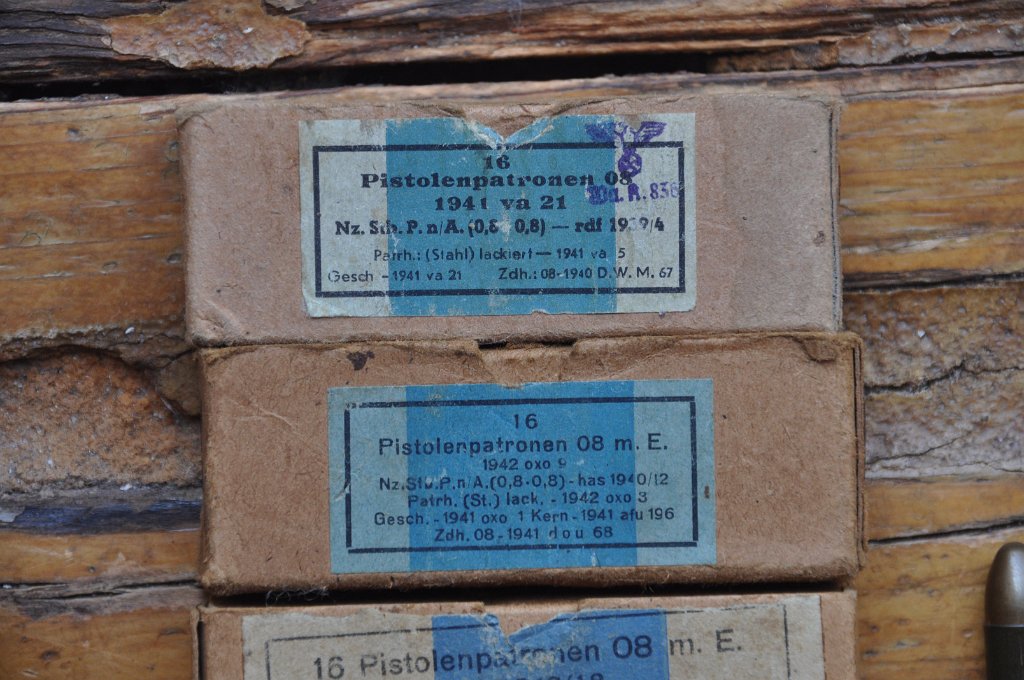 16
Pistolenpatronen 08
1941 va 21
Nz. Stb. P. n/A. (0,8 · 0,8) — rdf 1939/4
Patrh.: (Stahl) lackiert — 1941 va 5
Gesch - 1941 va 21 Zdh.: 08 - 1940 D. W. M. 67
Wa. R. 836
16
Pistolenpatronen 08 m. E.
1942 oxo 9
Nz. Stb. P. n/A. (0,8 · 0,8) - has 1940/12
Patrh. (St.) lack. - 1942 oxo 3
Gesch. - 1941 oxo 1 Kern - 1941 afu 196
Zdh. 08 - 1941 dou 68
16 Pistolenpatronen 08 m. E.